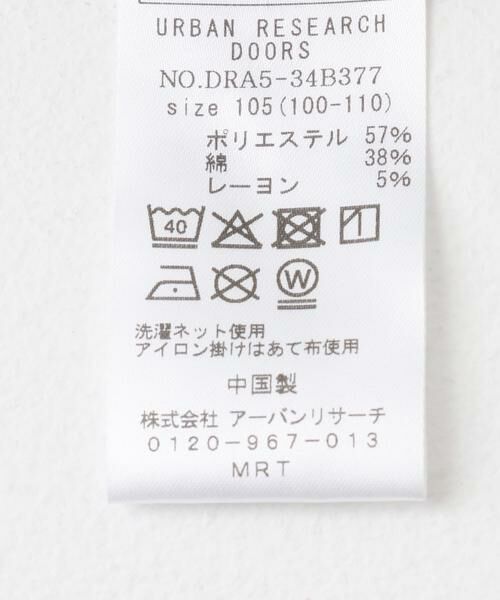 URBAN RESEARCH
DOORS
NO.DRA5-34B377
size 105(100-110)
ポリエステル 57%
綿 38%
レーヨン 5%
40
W
洗濯ネット使用
アイロン掛けはあて布使用
中国製
株式会社 アーバンリサーチ
0120-967-013
MRT